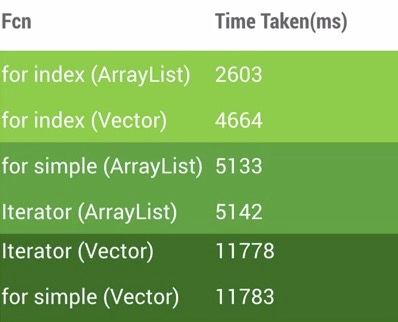 Fcn Time Taken(ms)
for index (ArrayList) 2603
for index (Vector) 4664
for simple (ArrayList) 5133
Iterator (ArrayList) 5142
Iterator (Vector) 11778
for simple (Vector) 11783